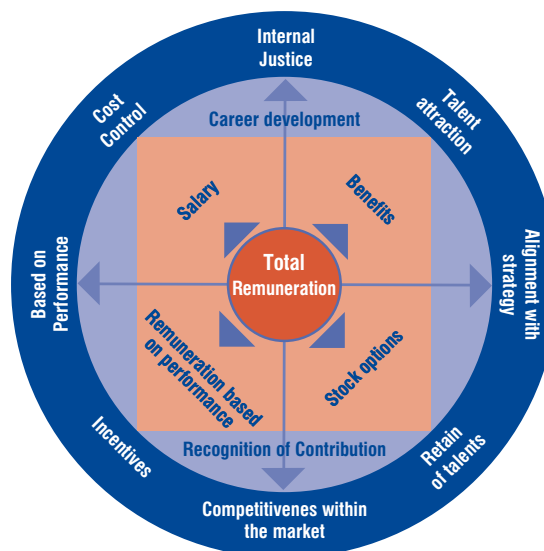 Internal
Justice
Cost
Control
Talent
attraction
Career development
Salary
Benefits
Based on
Performance
Total
Remuneration
Alignment with
strategy
Remuneration based
on performance
Stock options
Incentives
Recognition of Contribution
Retain
of talents
Competitivenes within
the market